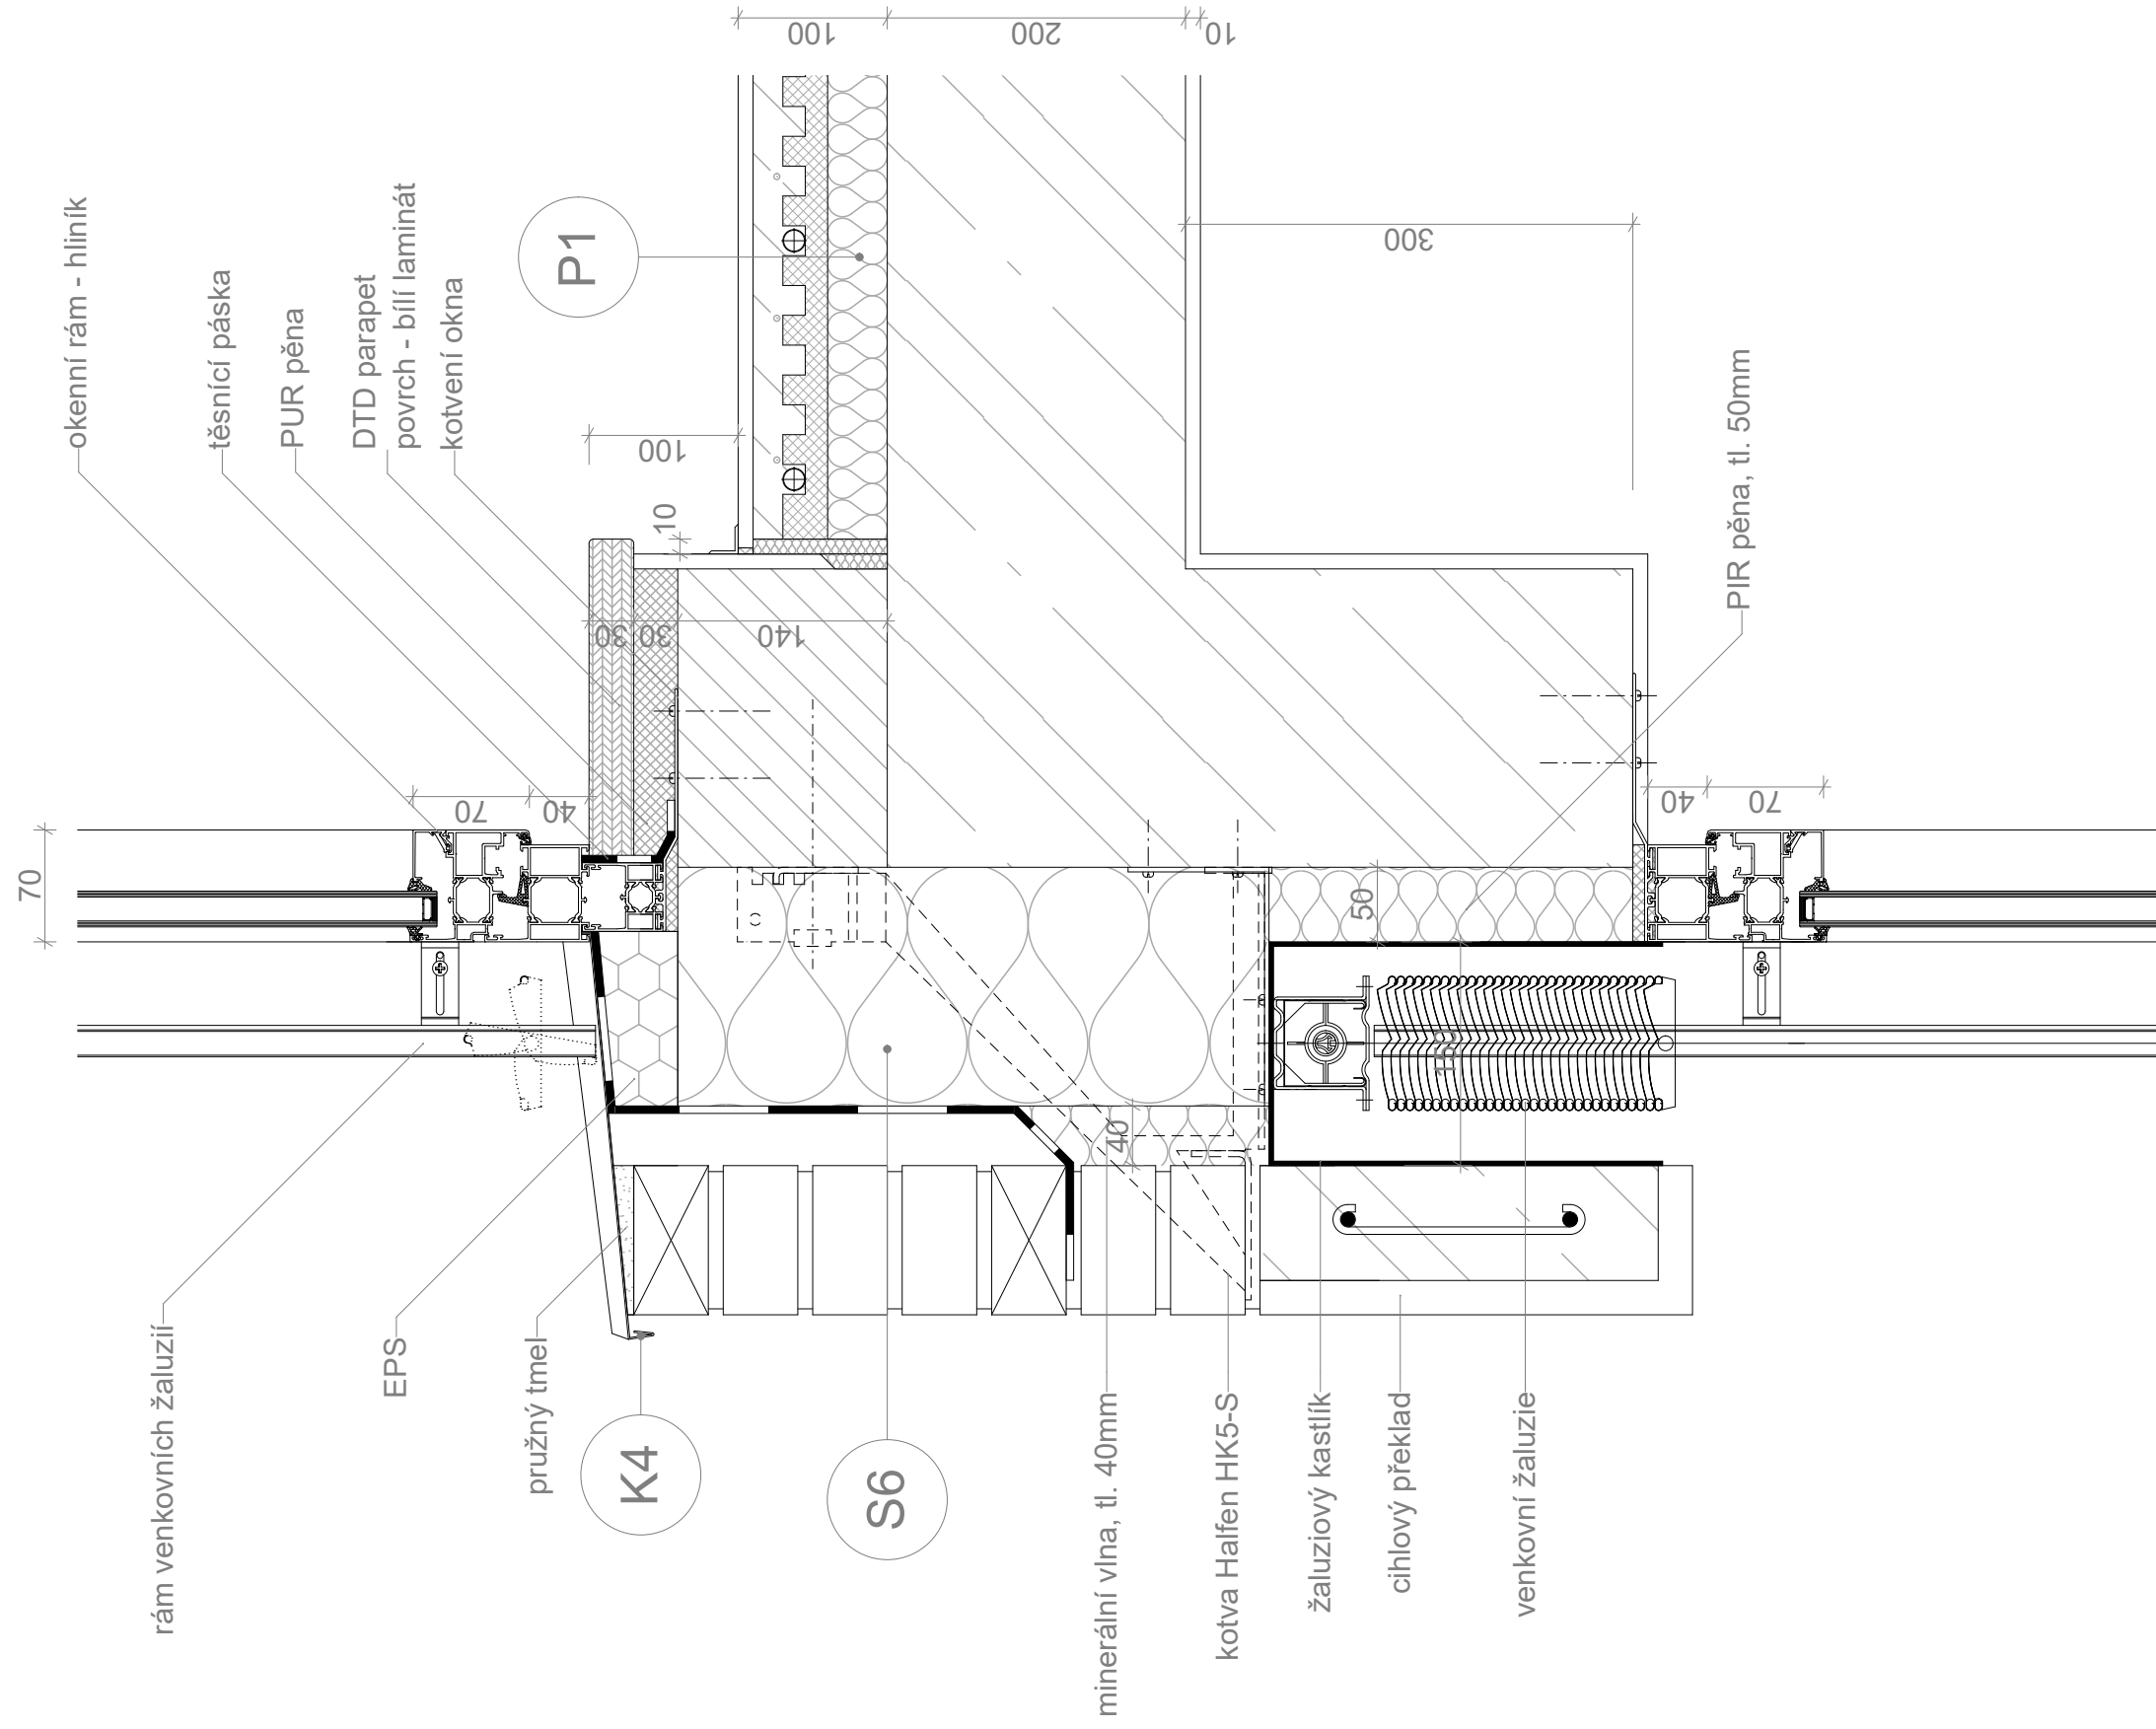 okenní rám - hliník
těsnící páska
PUR pěna
DTD parapet
povrch - bílí laminát
kotvení okna
P1
100
200
10
300
100
10
30
30
140
70
40
70
40
70
50
150
40
PIR pěna, tl. 50mm
rám venkovních žaluzií
EPS
pružný tmel
K4
S6
minerální vlna, tl. 40mm
kotva Halfen HK5-S
žaluziový kastlík
cihlový překlad
venkovní žaluzie